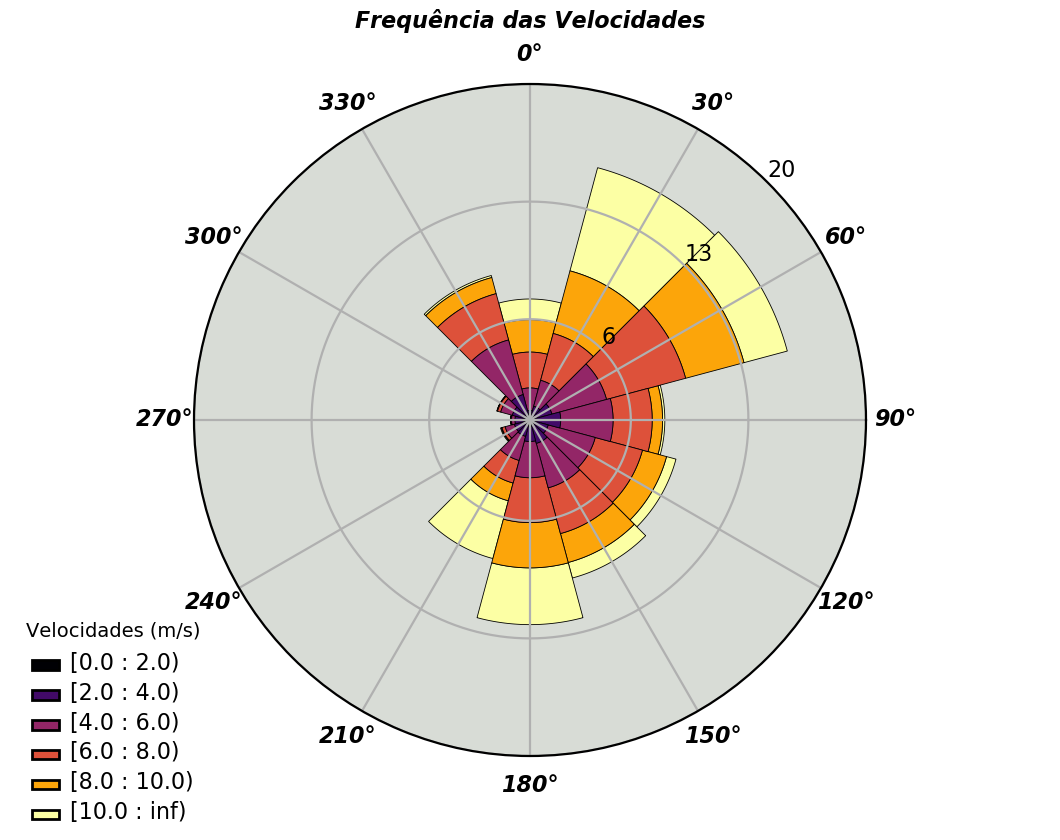 Frequência das Velocidades
0°
330°
30°
20
300°
60°
13
6
270°
90°
240°
120°
210°
150°
180°
Velocidades (m/s)
[0.0 : 2.0)
[2.0 : 4.0)
[4.0 : 6.0)
[6.0 : 8.0)
[8.0 : 10.0)
[10.0 : inf)